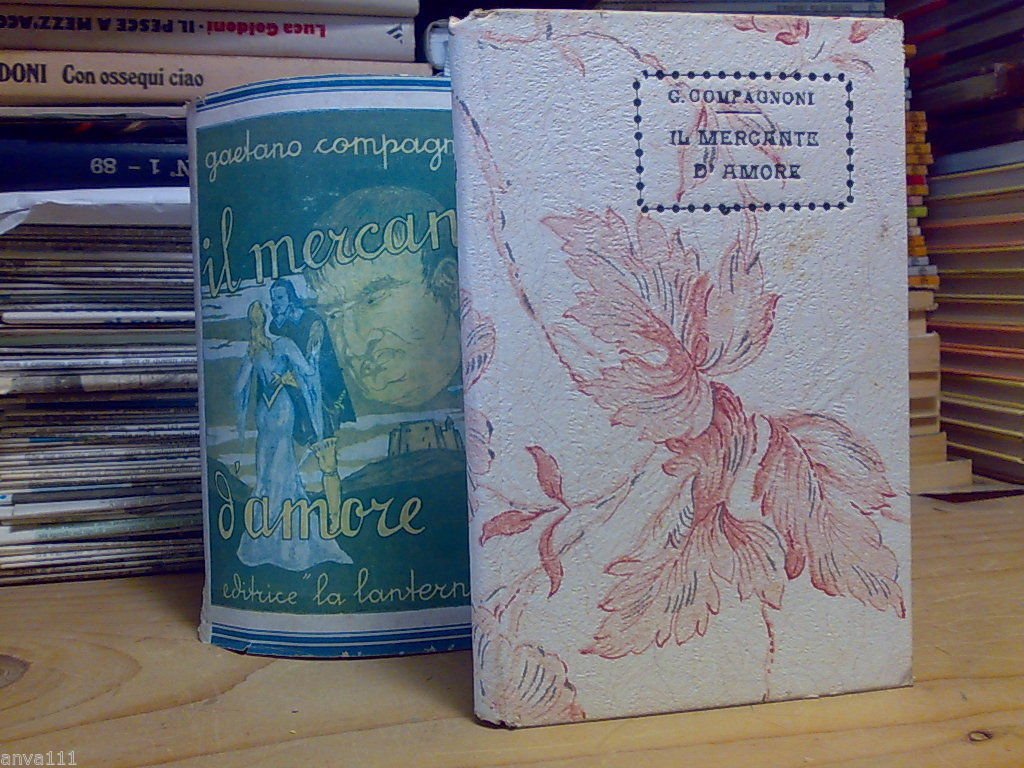 Luca Goldoni · IL PESCE A MEZZ'ACC
DONI Con ossequi ciao
N° 1 - 89
gaetano compagn
il mercan
d'amore
editrice "la lantern
G. COMPAGNONI
IL MERCANTE
D'AMORE
anva111